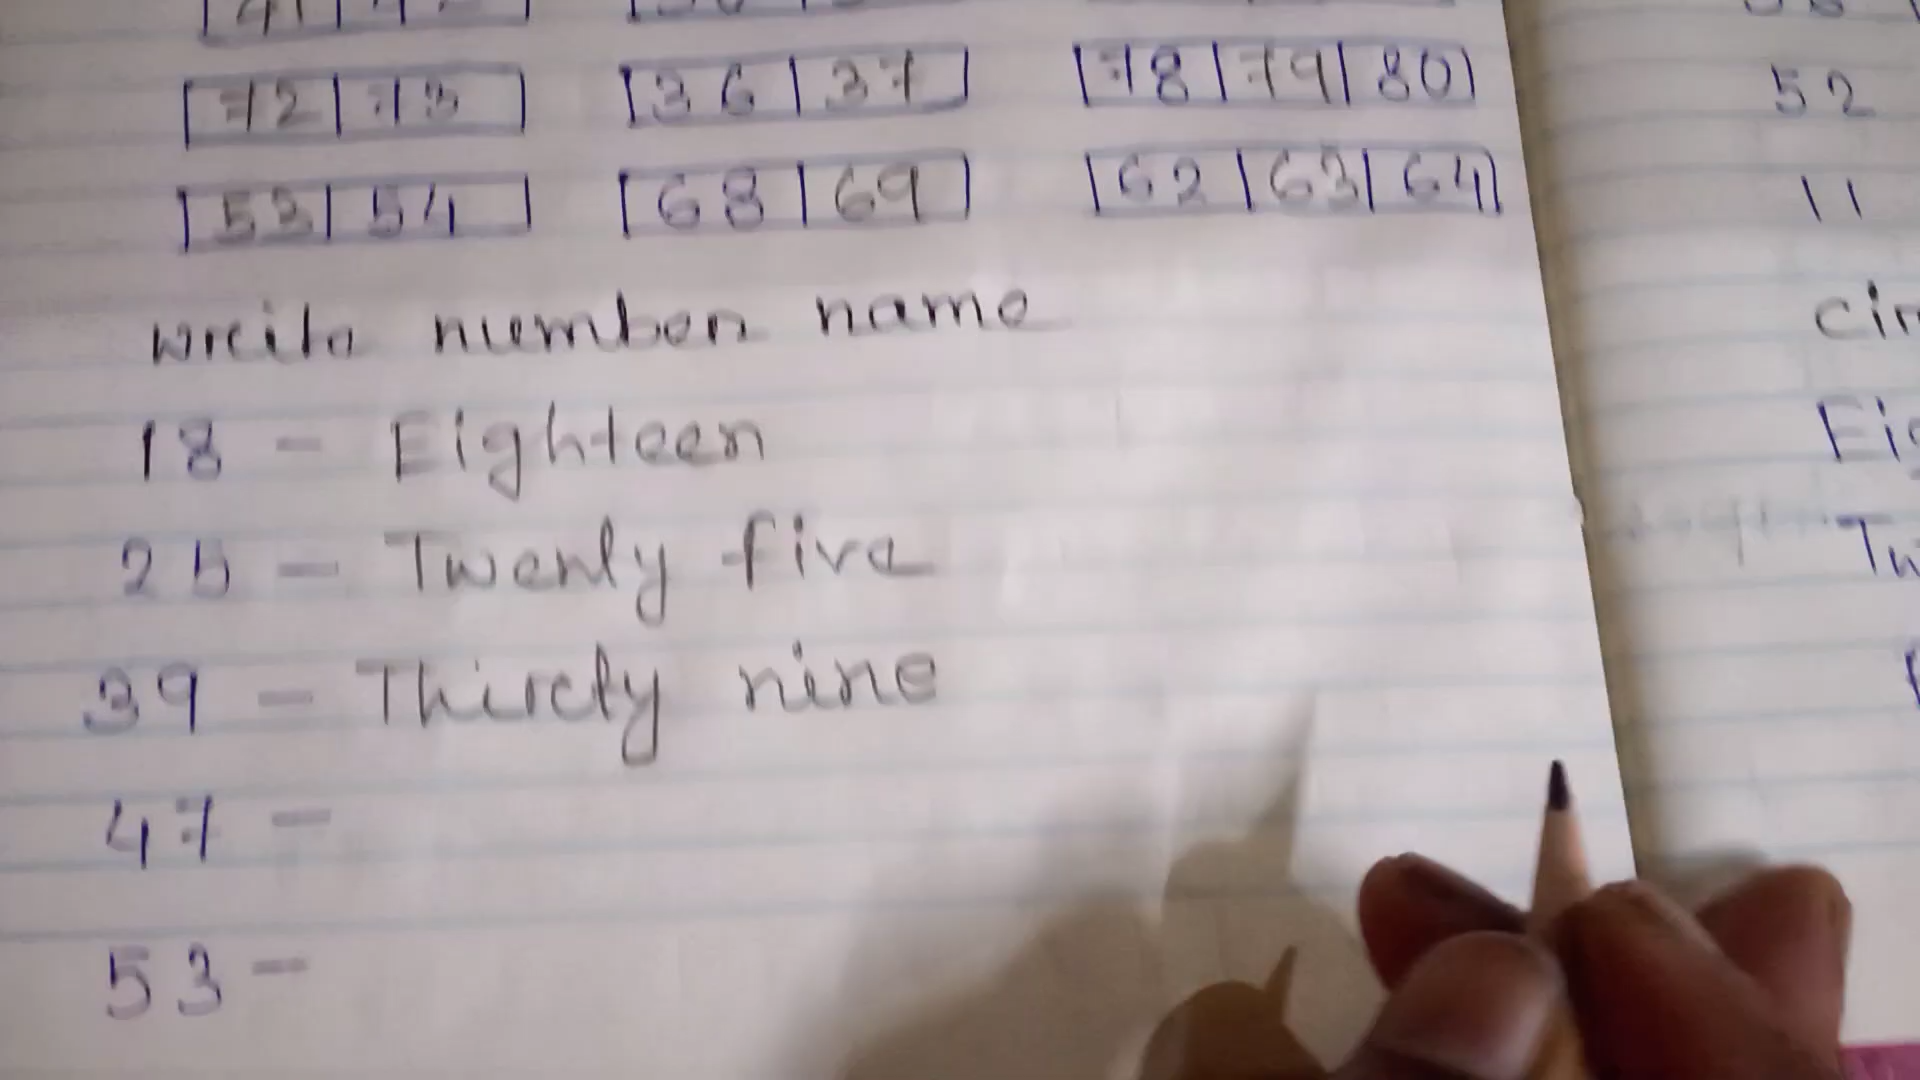 72 | 73 36 | 37 78 | 79 | 80
53 | 54 68 | 69 62 | 63 | 64
write number name
18 - Eighteen
25 - Twenty five
39 - Thirty nine
47 -
53 -
52
11